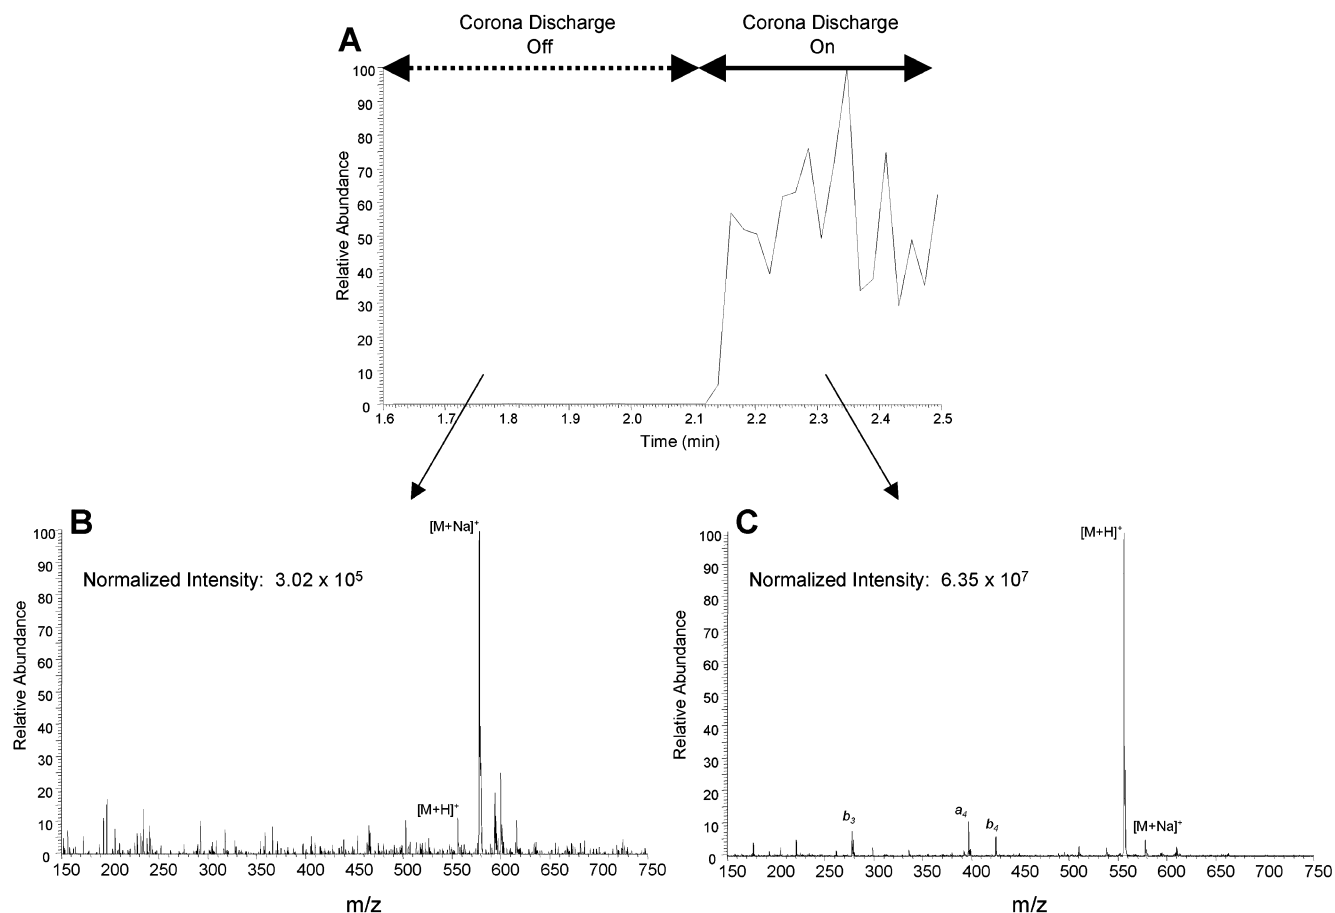 Corona Discharge
Off
Corona Discharge
On
A
Relative Abundance
100
90
80
70
60
50
40
30
20
10
0
1.6 1.7 1.8 1.9 2.0 2.1 2.2 2.3 2.4 2.5
Time (min)
B
[M+Na]⁺
Normalized Intensity: 3.02 x 10⁵
Relative Abundance
100
90
80
70
60
50
40
30
20
10
0
[M+H]⁺
150 200 250 300 350 400 450 500 550 600 650 700 750
m/z
C
[M+H]⁺
Normalized Intensity: 6.35 x 10⁷
Relative Abundance
100
90
80
70
60
50
40
30
20
10
0
b₃
a₄
b₄
[M+Na]⁺
150 200 250 300 350 400 450 500 550 600 650 700 750
m/z